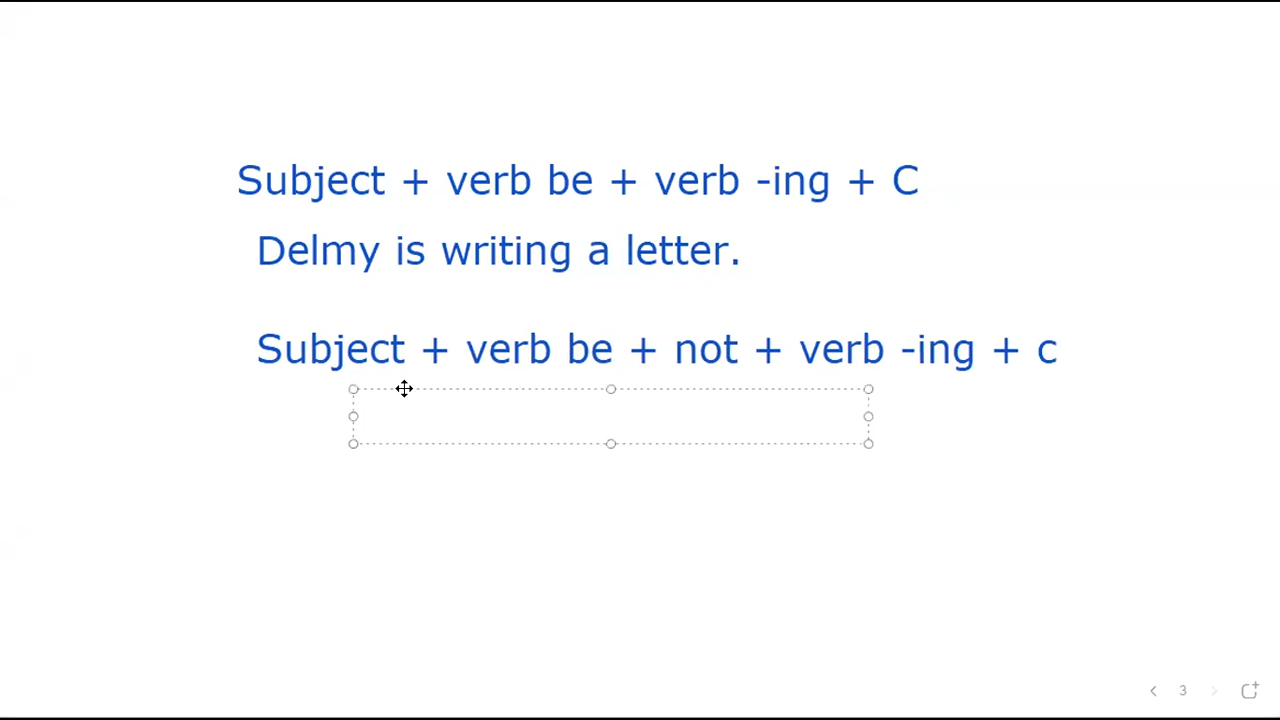 Subject + verb be + verb -ing + C
Delmy is writing a letter.
Subject + verb be + not + verb -ing + c
3